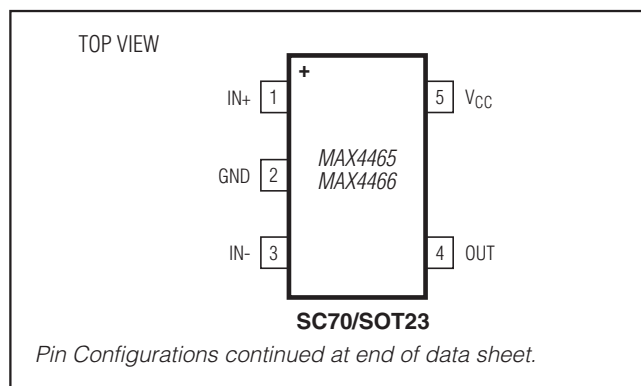 TOP VIEW
+
IN+ 1
5 VCC
MAX4465
MAX4466
GND 2
IN- 3
4 OUT
SC70/SOT23
Pin Configurations continued at end of data sheet.